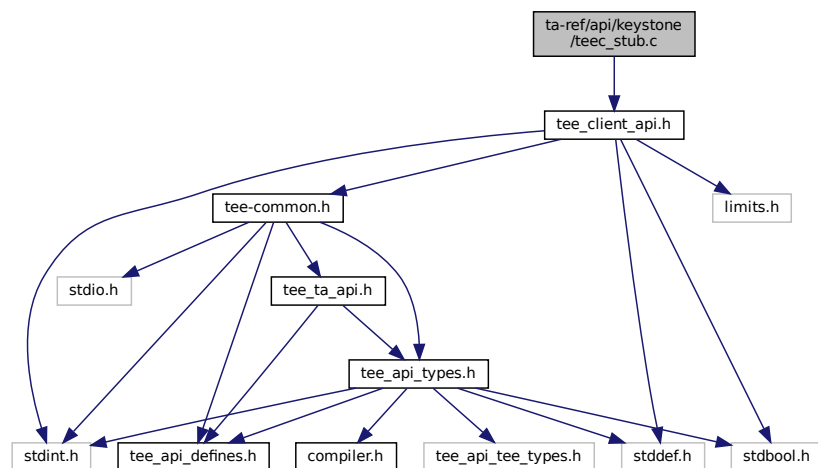 ta-ref/api/keystone
/teec_stub.c
tee_client_api.h
tee-common.h
limits.h
stdio.h
tee_ta_api.h
tee_api_types.h
stdint.h
tee_api_defines.h
compiler.h
tee_api_tee_types.h
stddef.h
stdbool.h